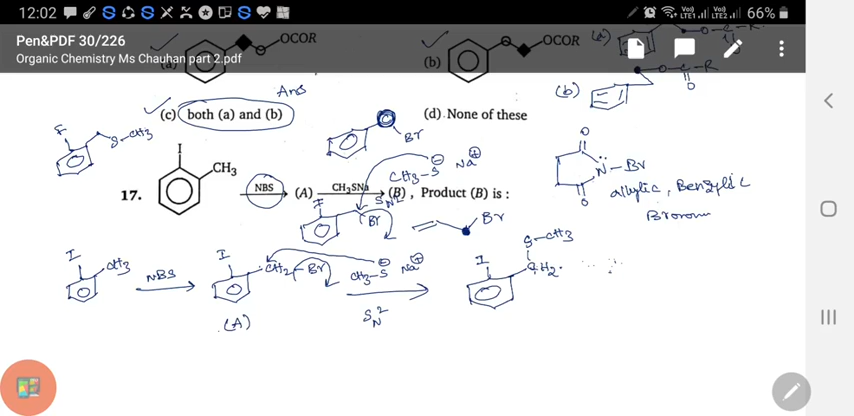 12:02 66%
Pen&PDF 30/226
Organic Chemistry Ms Chauhan part 2.pdf
OCOR
(a)
OCOR
(b)
(a)
O-C-R
O
(b)
Ans
(c) both (a) and (b)
(d) None of these
F
S-CH3
Br
O
N-Br
O
allylic, Benzylic
I
CH3
CH3-S⊖ Na⊕
17. NBS (A) CH3SNa (B), Product (B) is :
SN2
F
Br
Br
I
CH3
NBS
I
CH2-Br
CH3-S⊖ Na⊕
SN2
S-CH3
I
CH2
(A)